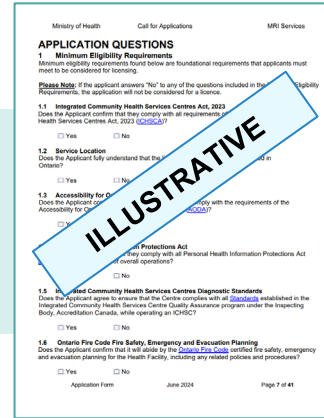 Ministry of Health Call for Applications MRI Services
APPLICATION QUESTIONS
1 Minimum Eligibility Requirements
Minimum eligibility requirements found below are foundational requirements that applicants must
meet to be considered for licensing.
Please Note: If the applicant answers "No" to any of the questions included in the Eligibility
Requirements, the application will not be considered for a licence.
1.1 Integrated Community Health Services Centres Act, 2023
Does the Applicant confirm that they comply with all requirements of
Health Services Centres Act, 2023 (ICHSCA)?
Yes No
1.2 Service Location
Does the Applicant fully understand that the in
Ontario?
Yes No
1.3 Accessibility for O
Does the Applicant co mply with the requirements of the
Accessibility for On (AODA)?
Ye
ILLUSTRATIVE
on Protections Act
they comply with all Personal Health Information Protections Act
f overall operations?
No
1.5 In ated Community Health Services Centres Diagnostic Standards
Does the Applicant agree to ensure that the Centre complies with all Standards established in the
Integrated Community Health Services Centre Quality Assurance program under the Inspecting
Body, Accreditation Canada, while operating an ICHSC?
Yes No
1.6 Ontario Fire Code Fire Safety, Emergency and Evacuation Planning
Does the Applicant confirm that it will abide by the Ontario Fire Code certified fire safety, emergency
and evacuation planning for the Health Facility, including any related policies and procedures?
Yes No
Application Form June 2024 Page 7 of 41